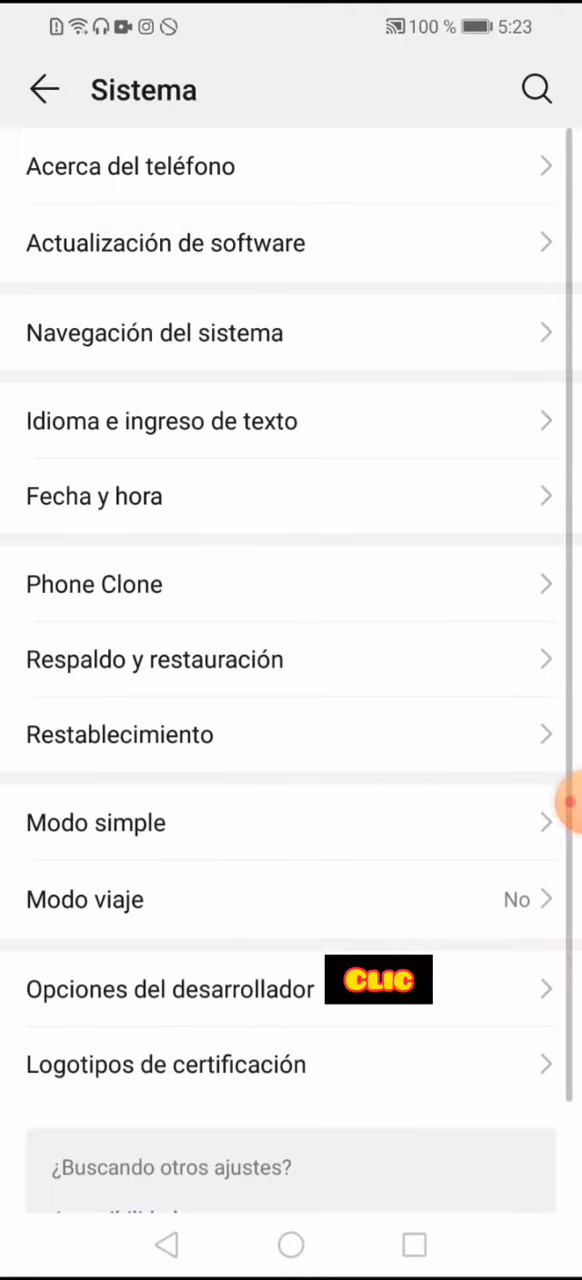 100 % 5:23
Sistema
Acerca del teléfono
Actualización de software
Navegación del sistema
Idioma e ingreso de texto
Fecha y hora
Phone Clone
Respaldo y restauración
Restablecimiento
Modo simple
Modo viaje No
Opciones del desarrollador CLIC
Logotipos de certificación
¿Buscando otros ajustes?